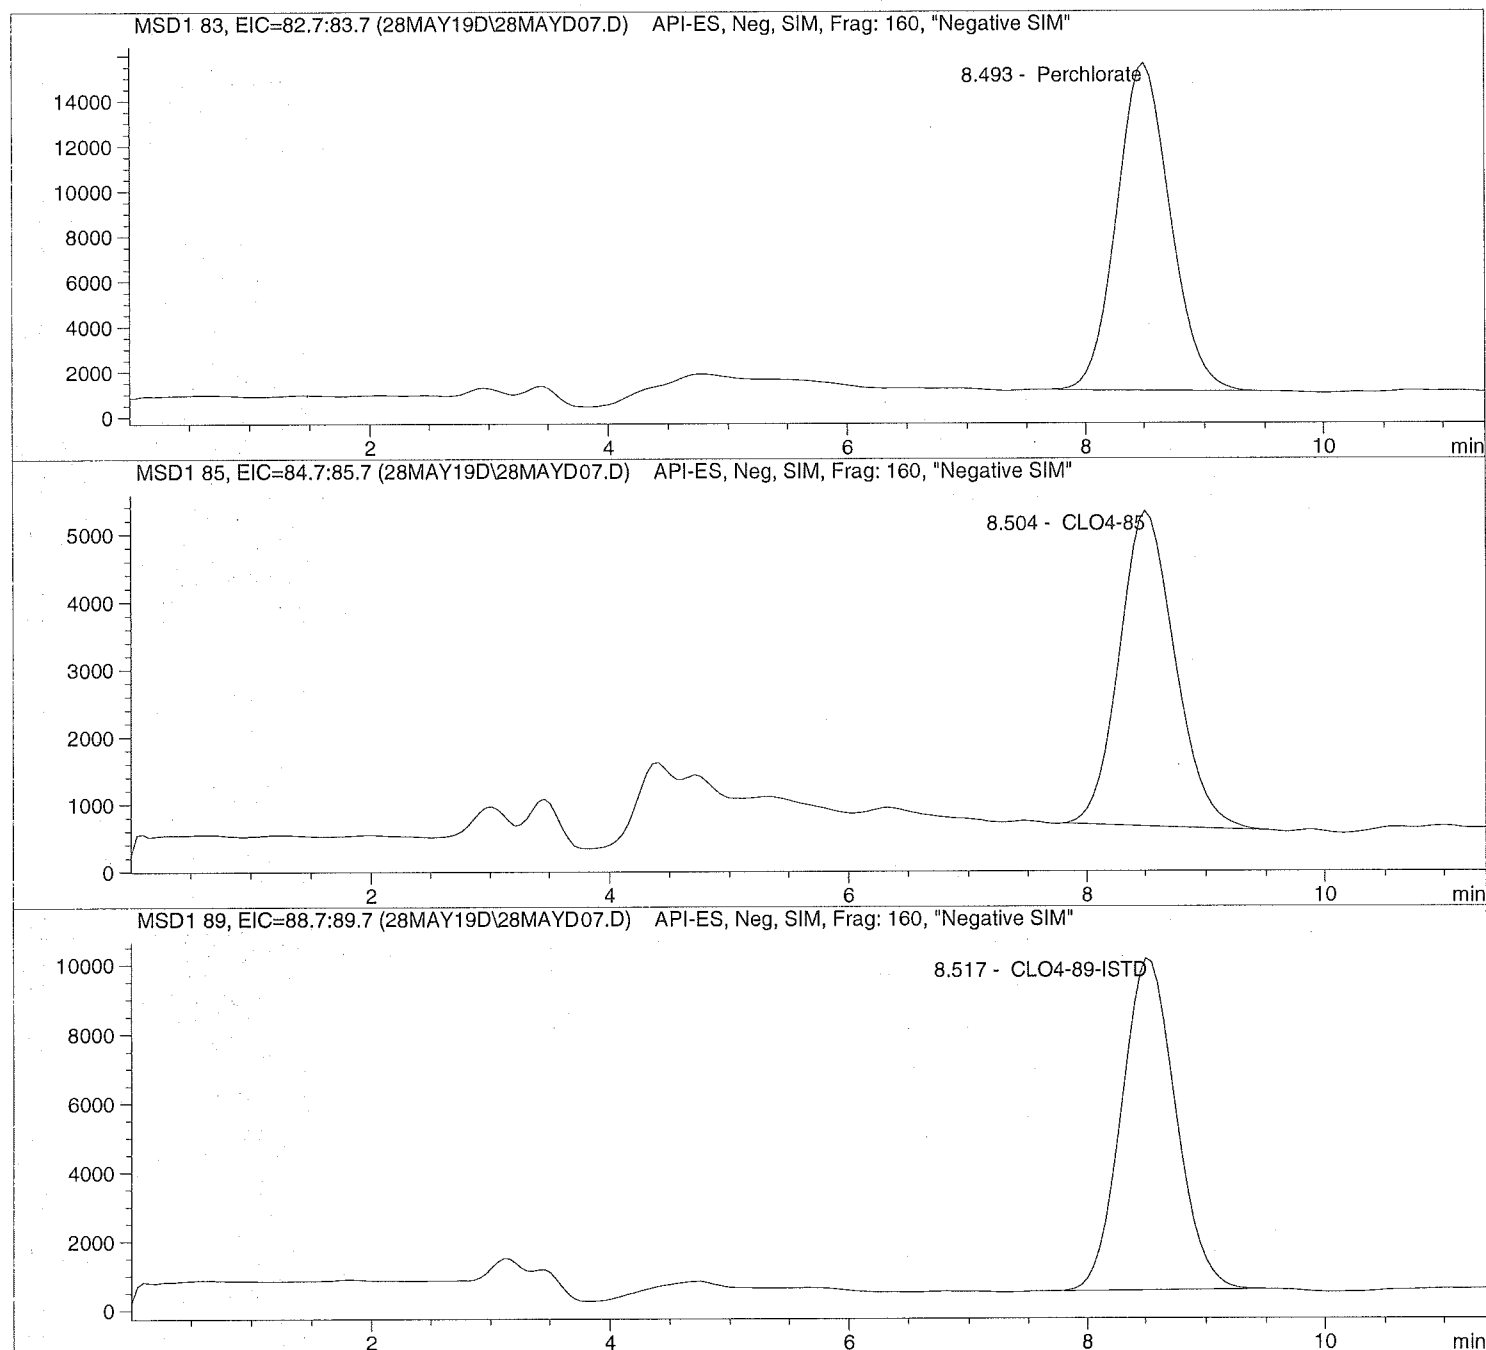 MSD1 83, EIC=82.7:83.7 (28MAY19D\28MAYD07.D) API-ES, Neg, SIM, Frag: 160, "Negative SIM"
8.493 - Perchlorate
14000
12000
10000
8000
6000
4000
2000
0
2 4 6 8 10 min
MSD1 85, EIC=84.7:85.7 (28MAY19D\28MAYD07.D) API-ES, Neg, SIM, Frag: 160, "Negative SIM"
8.504 - CLO4-85
5000
4000
3000
2000
1000
0
2 4 6 8 10 min
MSD1 89, EIC=88.7:89.7 (28MAY19D\28MAYD07.D) API-ES, Neg, SIM, Frag: 160, "Negative SIM"
10000 8.517 - CLO4-89-ISTD
8000
6000
4000
2000
0
2 4 6 8 10 min